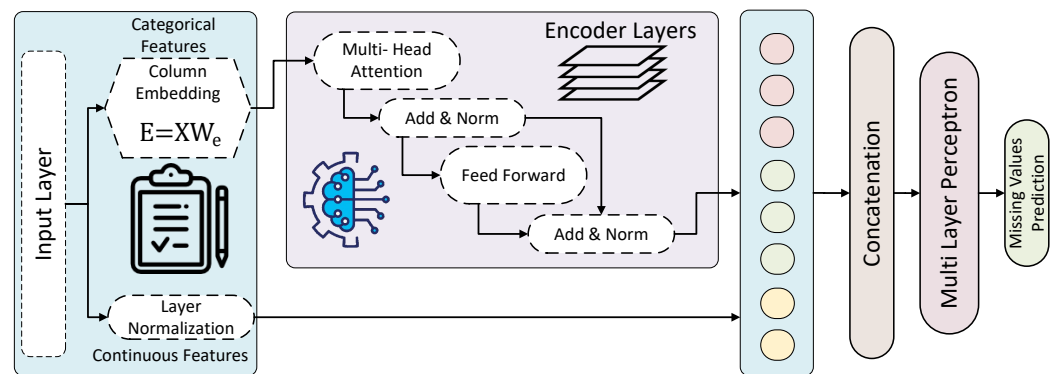 Input Layer
Categorical
Features
Column
Embedding
E=XWₑ
Layer
Normalization
Continuous Features
Encoder Layers
Multi- Head
Attention
Add & Norm
Feed Forward
Add & Norm
Concatenation
Multi Layer Perceptron
Missing Values
Prediction